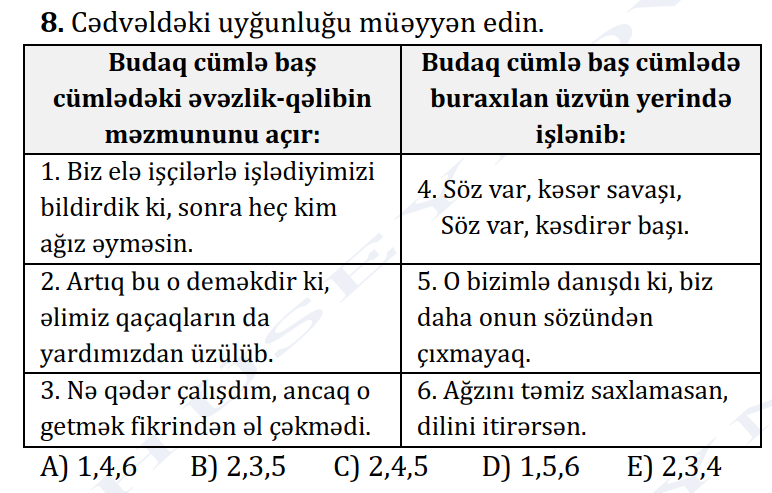 8. Cədvəldəki uyğunluğu müəyyən edin.
Budaq cümlə baş
cümlədəki əvəzlik-qəlibin
məzmununu açır:
Budaq cümlə baş cümlədə
buraxılan üzvün yerində
işlənib:
1. Biz elə işçilərlə işlədiyimizi
bildirdik ki, sonra heç kim
ağız əyməsin.
4. Söz var, kəsər savaşı,
Söz var, kəsdirər başı.
2. Artıq bu o deməkdir ki,
əlimiz qaçaqların da
yardımızdan üzülüb.
5. O bizimlə danışdı ki, biz
daha onun sözündən
çıxmayaq.
3. Nə qədər çalışdım, ancaq o
getmək fikrindən əl çəkmədi.
6. Ağzını təmiz saxlamasan,
dilini itirərsən.
A) 1,4,6 B) 2,3,5 C) 2,4,5 D) 1,5,6 E) 2,3,4